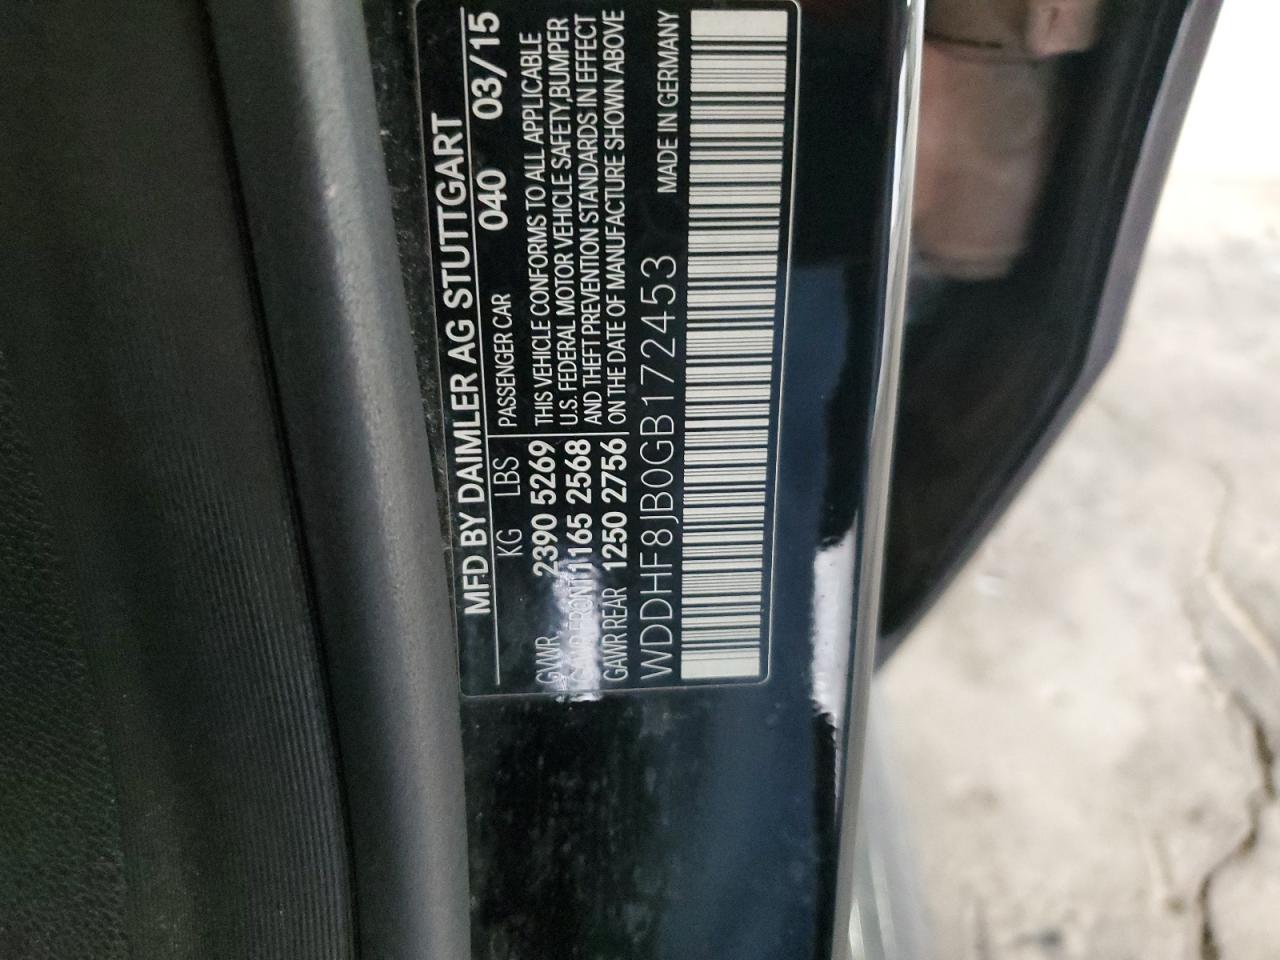 MFD BY DAIMLER AG STUTTGART
040 03/15
KG LBS PASSENGER CAR
GVWR 2390 5269 THIS VEHICLE CONFORMS TO ALL APPLICABLE
GAWR FRONT 1165 2568 U.S. FEDERAL MOTOR VEHICLE SAFETY,BUMPER
AND THEFT PREVENTION STANDARDS IN EFFECT
GAWR REAR 1250 2756 ON THE DATE OF MANUFACTURE SHOWN ABOVE
WDDHF8JB0GB172453 MADE IN GERMANY